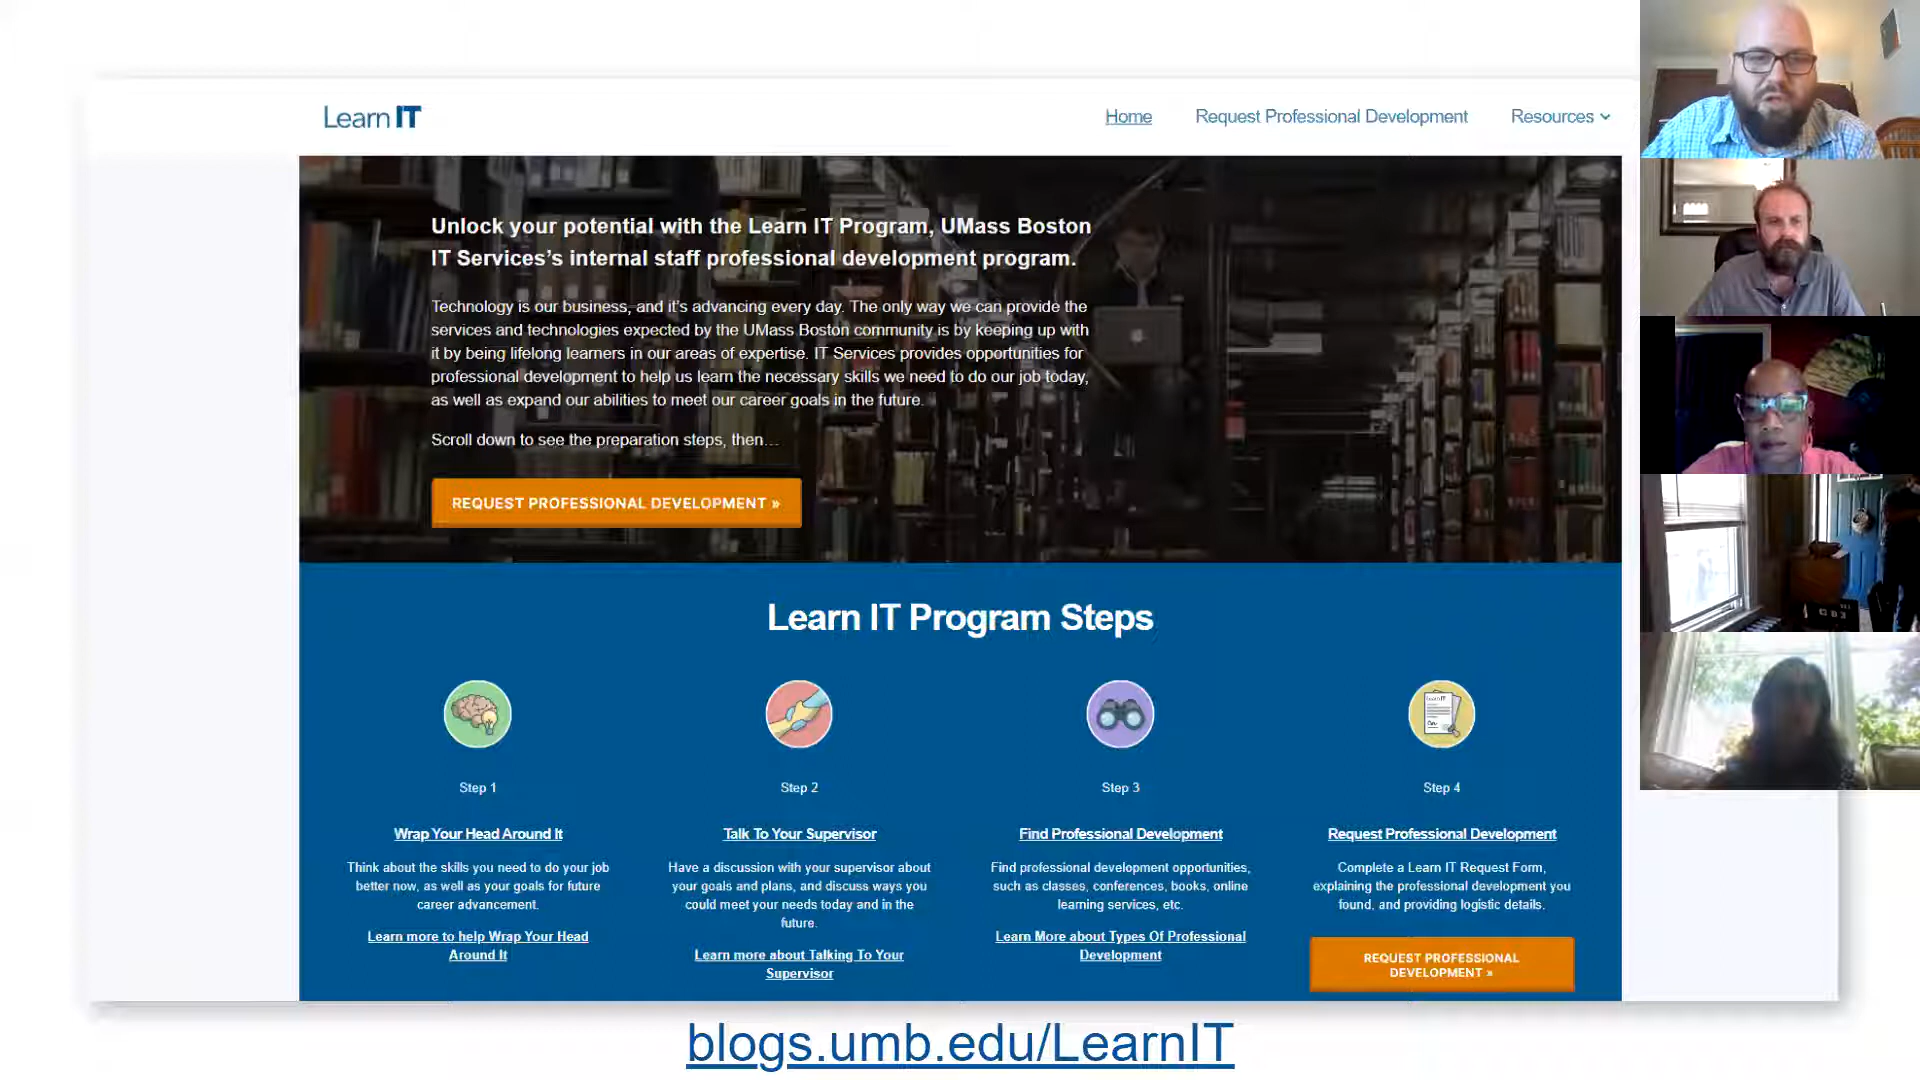 Learn IT
Home
Request Professional Development
Resources
Unlock your potential with the Learn IT Program, UMass Boston
IT Services’s internal staff professional development program.
Technology is our business, and it’s advancing every day. The only way we can provide the
services and technologies expected by the UMass Boston community is by keeping up with
it by being lifelong learners in our areas of expertise. IT Services provides opportunities for
professional development to help us learn the necessary skills we need to do our job today,
as well as expand our abilities to meet our career goals in the future.
Scroll down to see the preparation steps, then…
REQUEST PROFESSIONAL DEVELOPMENT »
Learn IT Program Steps
Step 1
Wrap Your Head Around It
Think about the skills you need to do your job
better now, as well as your goals for future
career advancement.
Learn more to help Wrap Your Head
Around It
Step 2
Talk To Your Supervisor
Have a discussion with your supervisor about
your goals and plans, and discuss ways you
could meet your needs today and in the
future.
Learn more about Talking To Your
Supervisor
Step 3
Find Professional Development
Find professional development opportunities,
such as classes, conferences, books, online
learning services, etc.
Learn More about Types Of Professional
Development
Learn IT
Step 4
Request Professional Development
Complete a Learn IT Request Form,
explaining the professional development you
found, and providing logistic details.
REQUEST PROFESSIONAL
DEVELOPMENT »
blogs.umb.edu/LearnIT